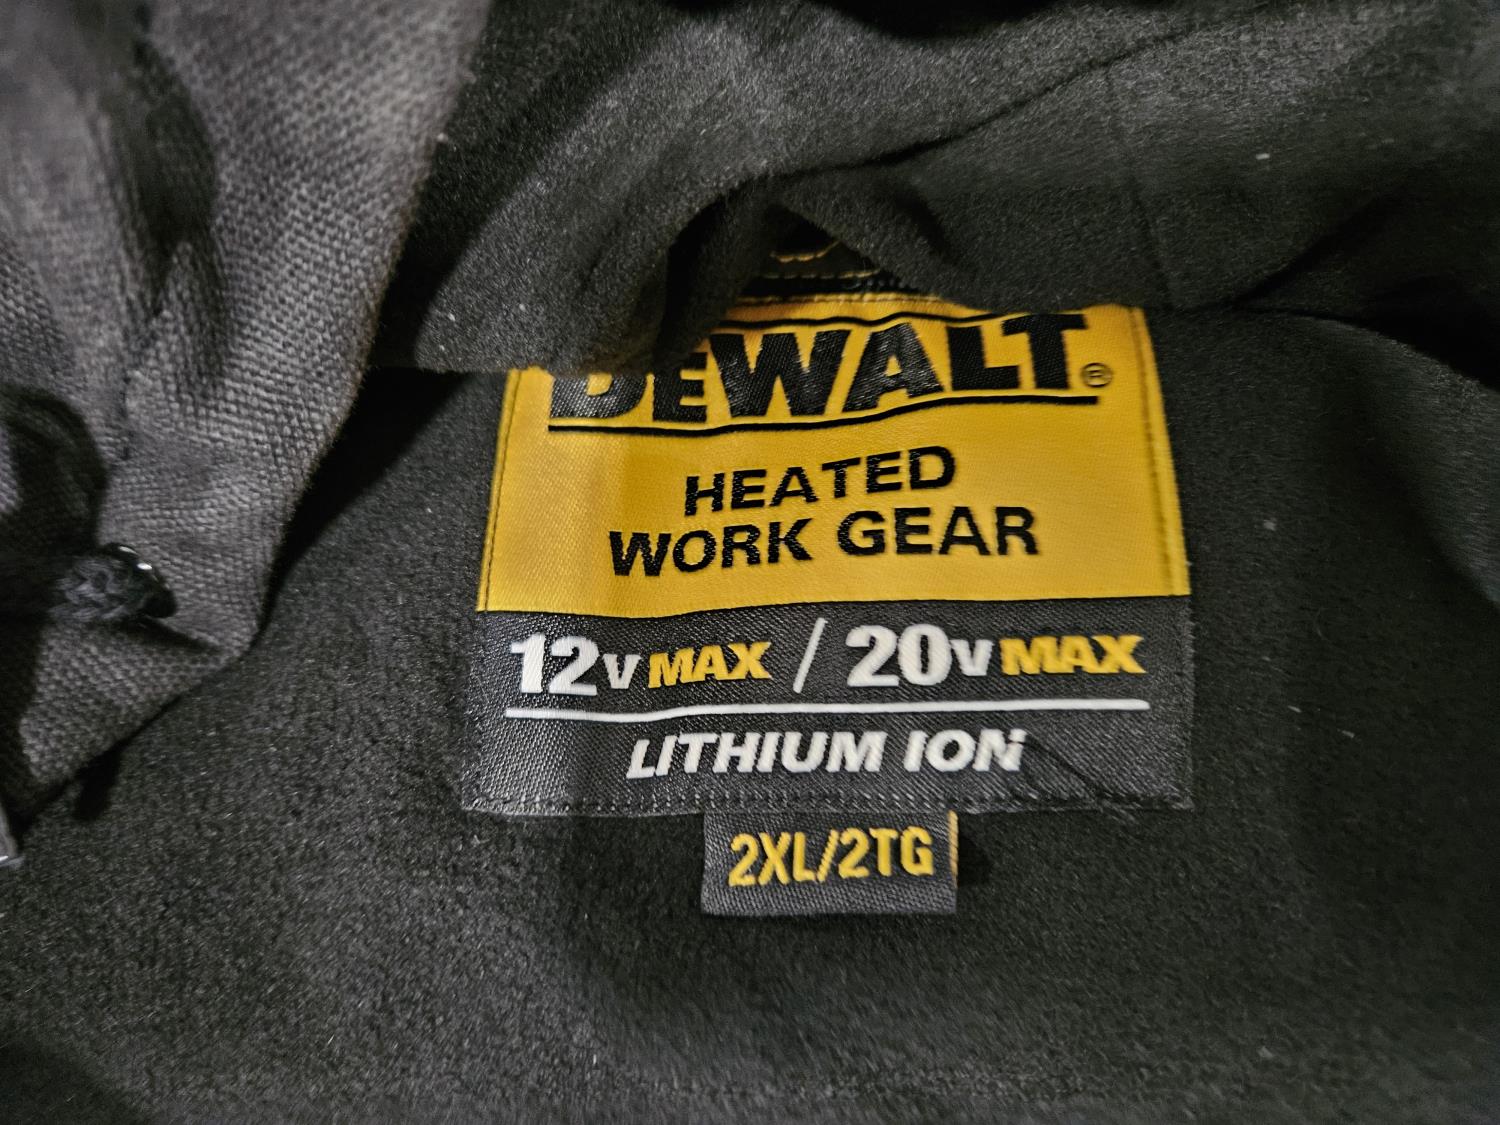 DEWALT®
HEATED
WORK GEAR
12V MAX / 20V MAX
LITHIUM ION
2XL/2TG